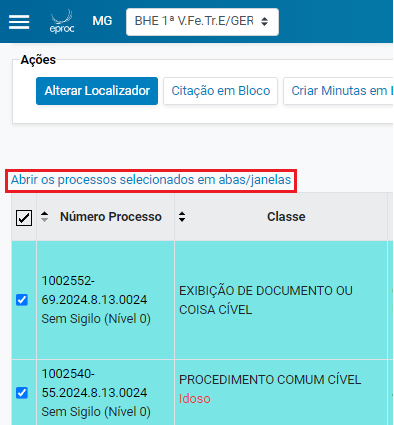 eproc MG BHE 1ª V.Fe.Tr.E/GER
Ações
Alterar Localizador Citação em Bloco Criar Minutas em
Abrir os processos selecionados em abas/janelas
Número Processo Classe
1002552-
69.2024.8.13.0024
Sem Sigilo (Nível 0)
EXIBIÇÃO DE DOCUMENTO OU
COISA CÍVEL
1002540-
55.2024.8.13.0024
Sem Sigilo (Nível 0)
PROCEDIMENTO COMUM CÍVEL
Idoso